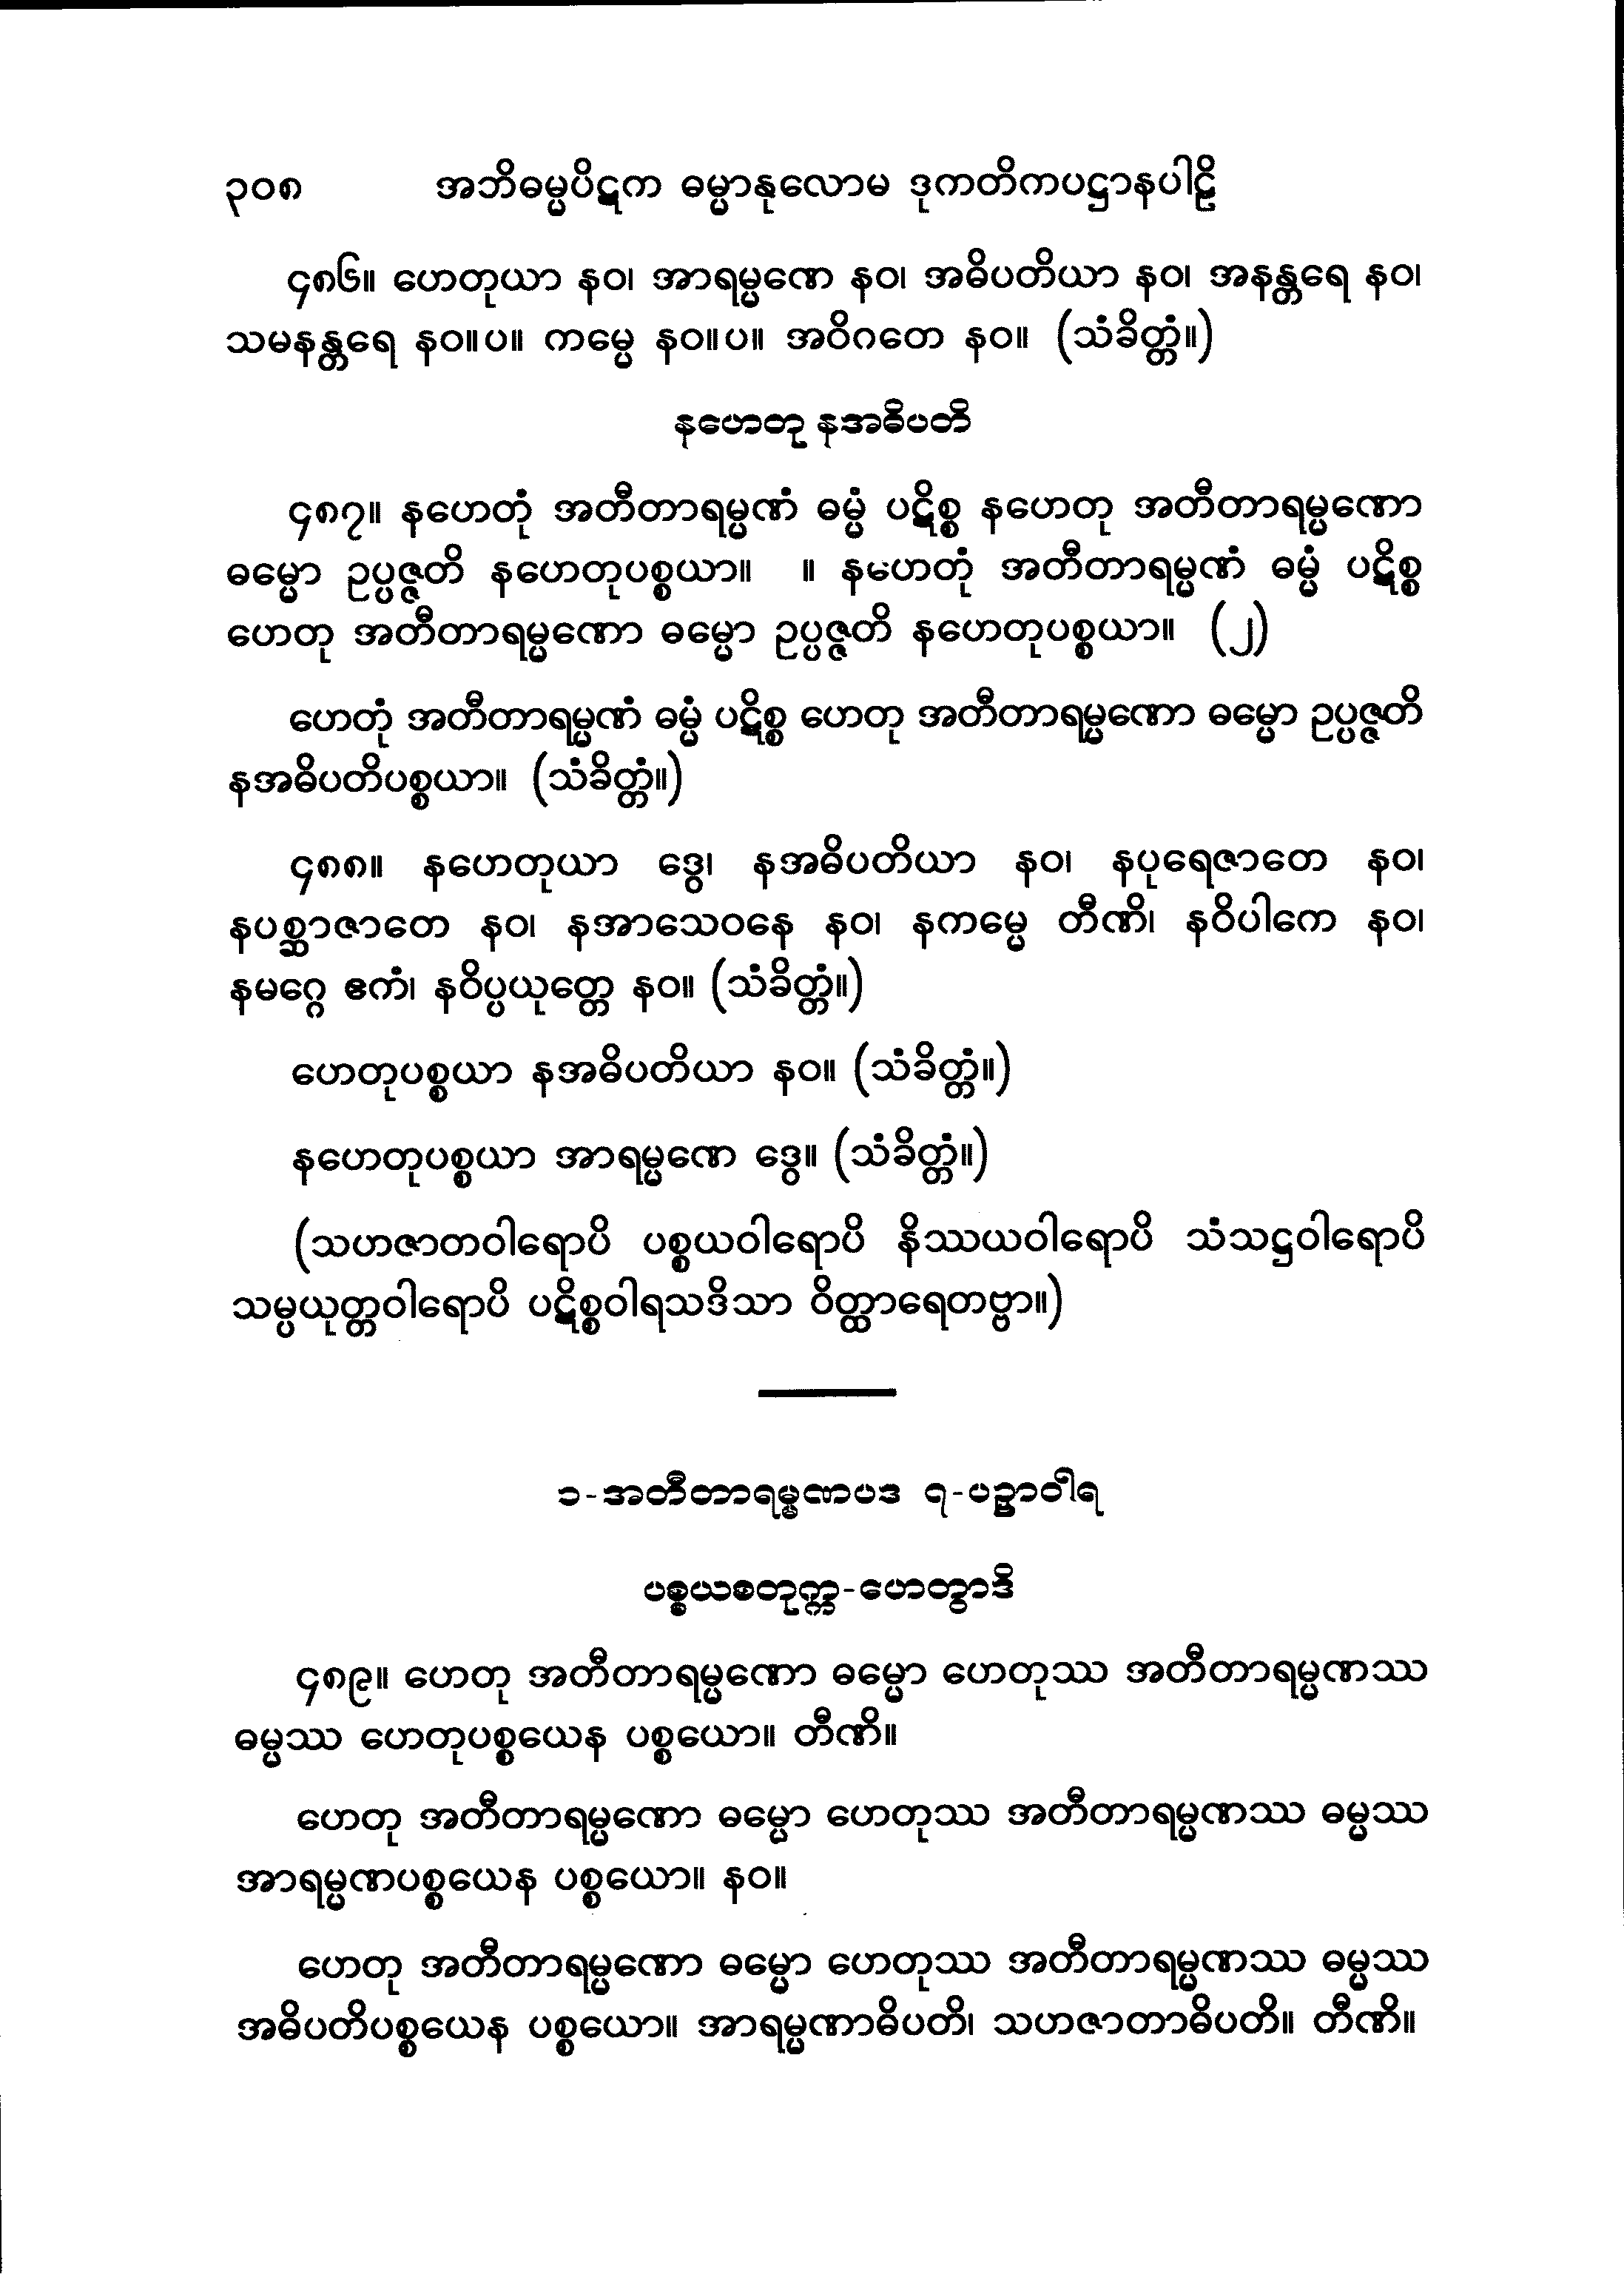 ၃၀၈ အဘိဓမ္မပိဋက ဓမ္မာနုလောမ ဒုကတိကပဋ္ဌာနပါဠိ
၄၈၆။ ဟေတုယာ နဝ၊ အာရမ္မဏေ နဝ၊ အဓိပတိယာ နဝ၊ အနန္တရေ နဝ၊
သမနန္တရေ နဝ။ပ။ ကမ္မေ နဝ။ပ။ အဝိဂတေ နဝ။ (သံခိတ္တံ။)
နဟေတု နအဓိပတိ
၄၈၇။ နဟေတုံ အတီတာရမ္မဏံ ဓမ္မံ ပဋိစ္စ နဟေတု အတီတာရမ္မဏော
ဓမ္မော ဥပ္ပဇ္ဇတိ နဟေတုပစ္စယာ။ ။ နဟေတုံ အတီတာရမ္မဏံ ဓမ္မံ ပဋိစ္စ
ဟေတု အတီတာရမ္မဏော ဓမ္မော ဥပ္ပဇ္ဇတိ နဟေတုပစ္စယာ။ (၂)
ဟေတုံ အတီတာရမ္မဏံ ဓမ္မံ ပဋိစ္စ ဟေတု အတီတာရမ္မဏော ဓမ္မော ဥပ္ပဇ္ဇတိ
နအဓိပတိပစ္စယာ။ (သံခိတ္တံ။)
၄၈၈။ နဟေတုယာ ဒွေ၊ နအဓိပတိယာ နဝ၊ နပုရေဇာတေ နဝ၊
နပစ္ဆာဇာတေ နဝ၊ နအာသေဝနေ နဝ၊ နကမ္မေ တီဏိ၊ နဝိပါကေ နဝ၊
နမဂ္ဂေ ဧကံ၊ နဝိပ္ပယုတ္တေ နဝ။ (သံခိတ္တံ။)
ဟေတုပစ္စယာ နအဓိပတိယာ နဝ။ (သံခိတ္တံ။)
နဟေတုပစ္စယာ အာရမ္မဏေ ဒွေ။ (သံခိတ္တံ။)
(သဟဇာတဝါရောပိ ပစ္စယဝါရောပိ နိဿယဝါရောပိ သံသဋ္ဌဝါရောပိ
သမ္ပယုတ္တဝါရောပိ ပဋိစ္စဝါရသဒိသာ ဝိတ္ထာရေတဗ္ဗာ။)
၁-အတီတာရမ္မဏပဒ ၇-ပဉှာဝါရ
ပစ္စယစတုက္က-ဟေတွာဒိ
၄၈၉။ ဟေတု အတီတာရမ္မဏော ဓမ္မော ဟေတုဿ အတီတာရမ္မဏဿ
ဓမ္မဿ ဟေတုပစ္စယေန ပစ္စယော။ တီဏိ။
ဟေတု အတီတာရမ္မဏော ဓမ္မော ဟေတုဿ အတီတာရမ္မဏဿ ဓမ္မဿ
အာရမ္မဏပစ္စယေန ပစ္စယော။ နဝ။
ဟေတု အတီတာရမ္မဏော ဓမ္မော ဟေတုဿ အတီတာရမ္မဏဿ ဓမ္မဿ
အဓိပတိပစ္စယေန ပစ္စယော။ အာရမ္မဏာဓိပတိ၊ သဟဇာတာဓိပတိ။ တီဏိ။